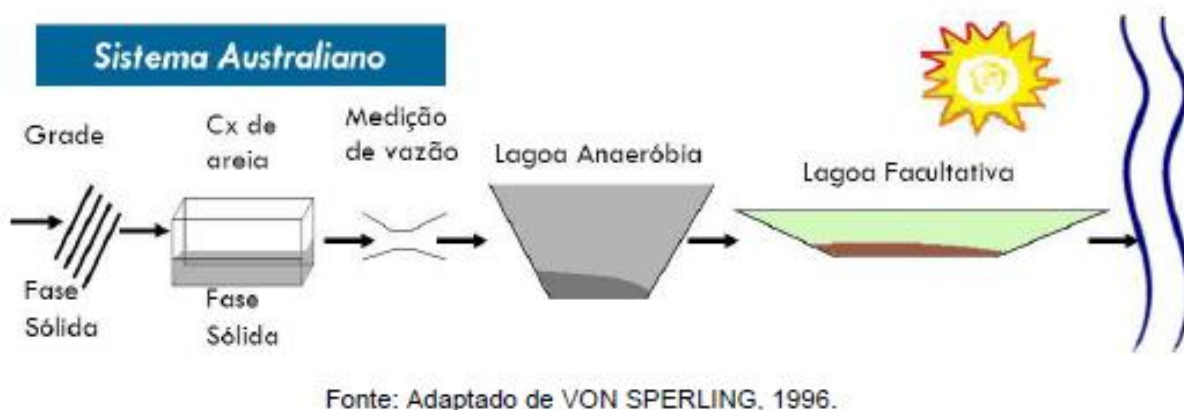 Sistema Australiano
Grade
Cx de
areia
Medição
de vazão
Lagoa Anaeróbia
Lagoa Facultativa
Fase
Sólida
Fase
Sólida
Fonte: Adaptado de VON SPERLING, 1996.